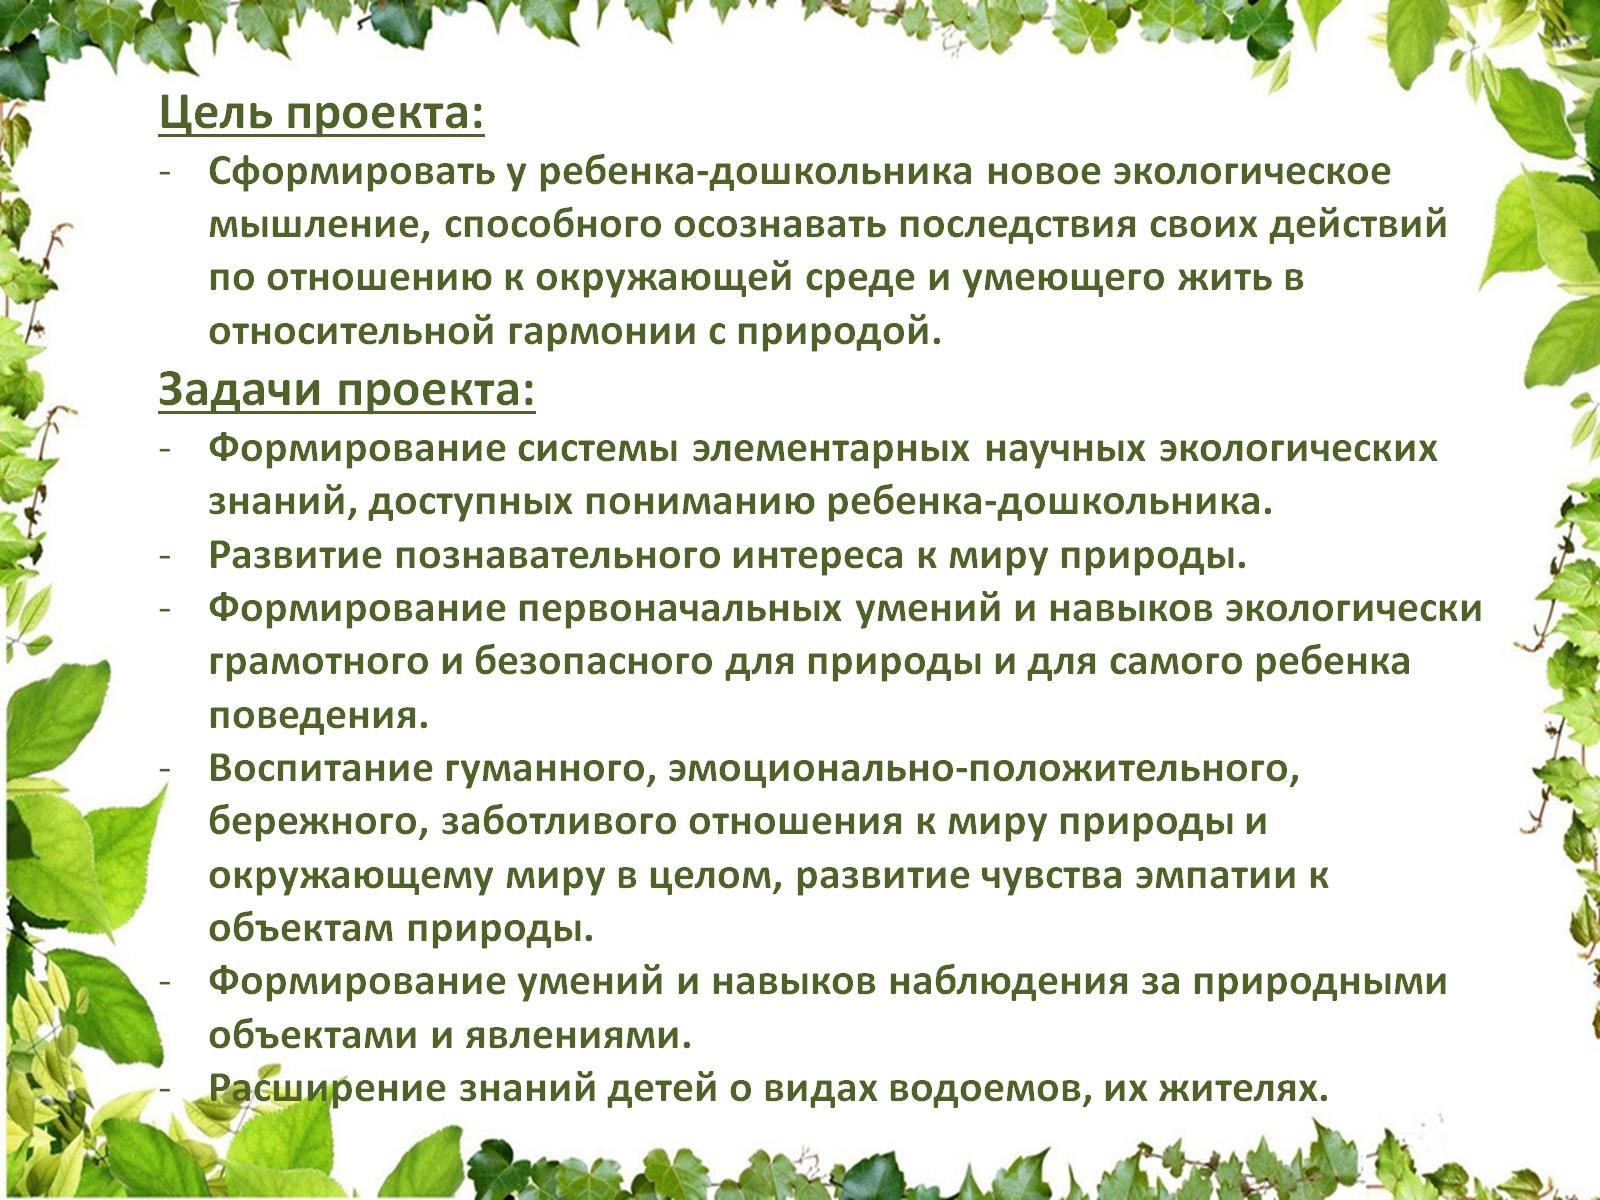 Цель проекта:
- Сформировать у ребенка-дошкольника новое экологическое
мышление, способного осознавать последствия своих действий
по отношению к окружающей среде и умеющего жить в
относительной гармонии с природой.
Задачи проекта:
- Формирование системы элементарных научных экологических
знаний, доступных пониманию ребенка-дошкольника.
- Развитие познавательного интереса к миру природы.
- Формирование первоначальных умений и навыков экологически
грамотного и безопасного для природы и для самого ребенка
поведения.
- Воспитание гуманного, эмоционально-положительного,
бережного, заботливого отношения к миру природы и
окружающему миру в целом, развитие чувства эмпатии к
объектам природы.
- Формирование умений и навыков наблюдения за природными
объектами и явлениями.
- Расширение знаний детей о видах водоемов, их жителях.